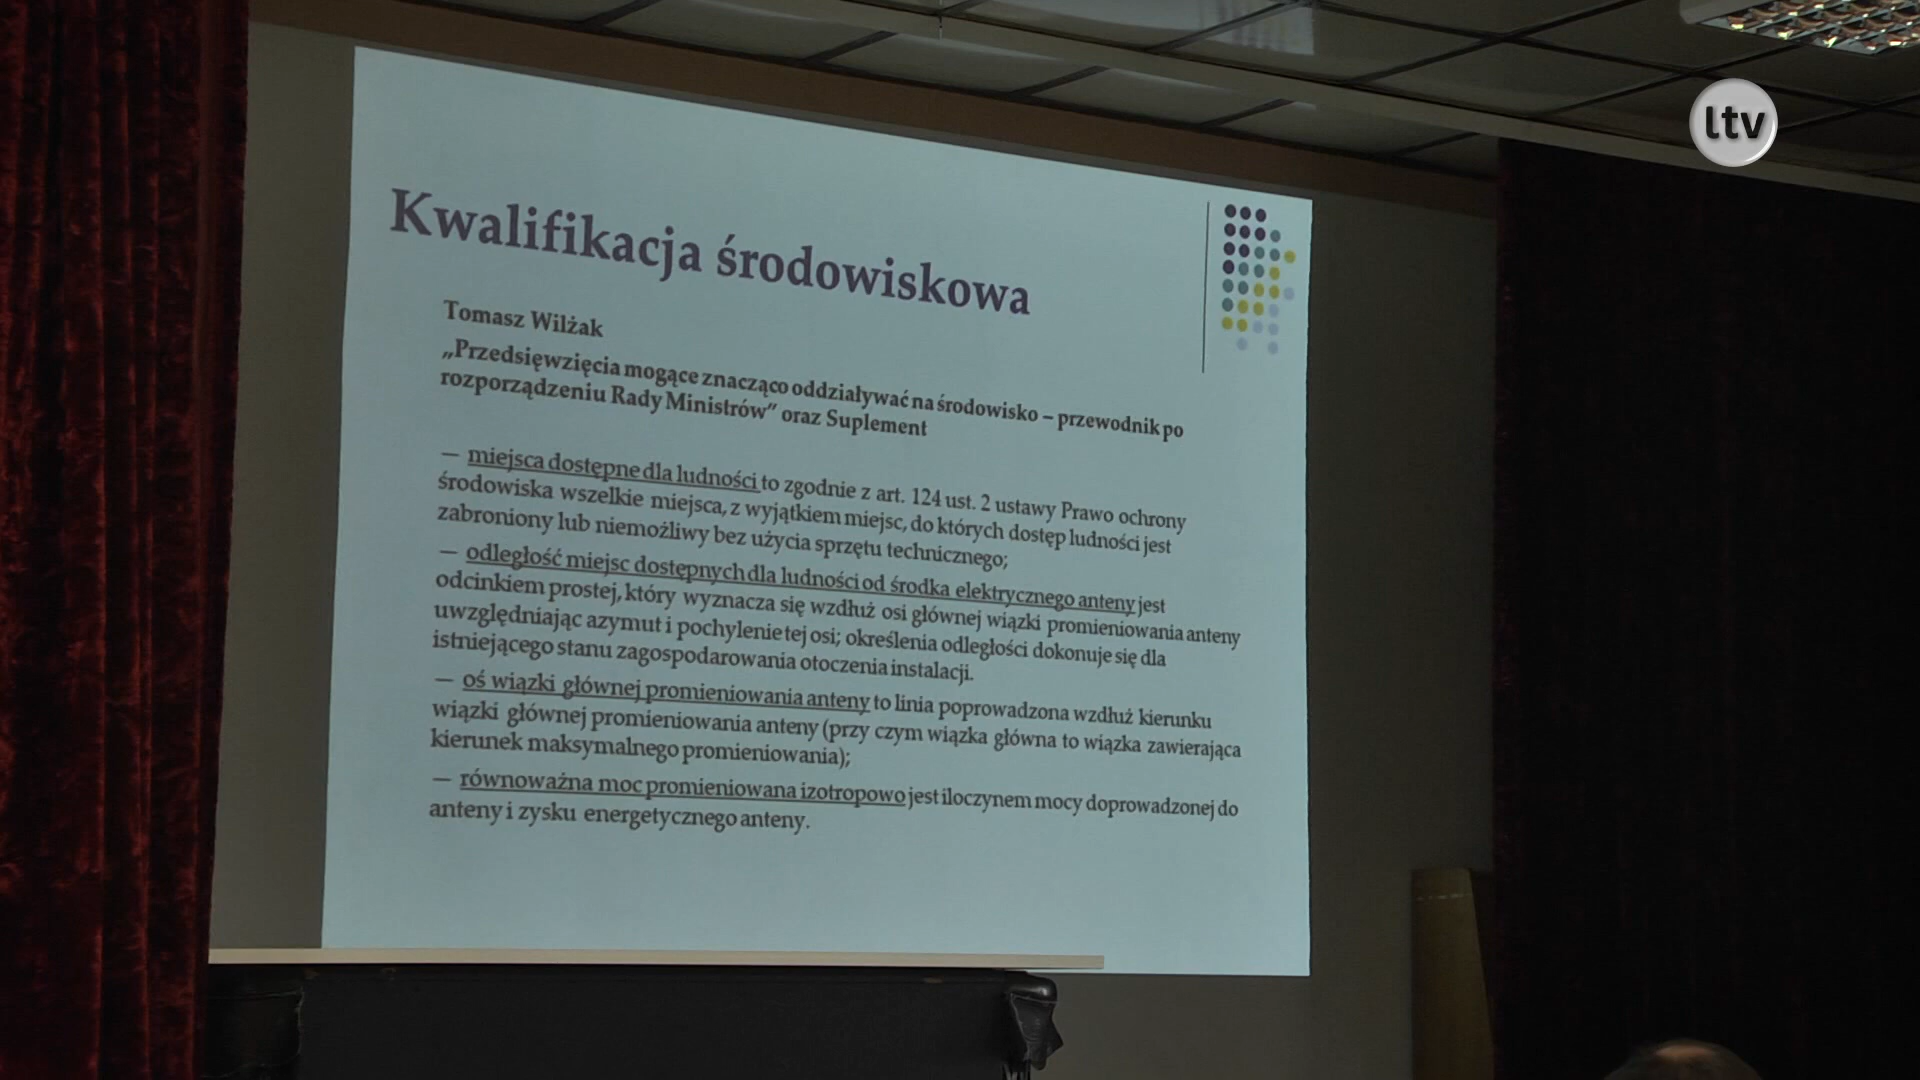 ltv
Kwalifikacja środowiskowa
Tomasz Wilżak
„Przedsięwzięcia mogące znacząco oddziaływać na środowisko – przewodnik po
rozporządzeniu Rady Ministrów” oraz Suplement
— miejsca dostępne dla ludności to zgodnie z art. 124 ust. 2 ustawy Prawo ochrony
środowiska wszelkie miejsca, z wyjątkiem miejsc, do których dostęp ludności jest
zabroniony lub niemożliwy bez użycia sprzętu technicznego;
— odległość miejsc dostępnych dla ludności od środka elektrycznego anteny jest
odcinkiem prostej, który wyznacza się wzdłuż osi głównej wiązki promieniowania anteny
uwzględniając azymut i pochylenie tej osi; określenia odległości dokonuje się dla
istniejącego stanu zagospodarowania otoczenia instalacji.
— oś wiązki głównej promieniowania anteny to linia poprowadzona wzdłuż kierunku
wiązki głównej promieniowania anteny (przy czym wiązka główna to wiązka zawierająca
kierunek maksymalnego promieniowania);
— równoważna moc promieniowana izotropowo jest iloczynem mocy doprowadzonej do
anteny i zysku energetycznego anteny.